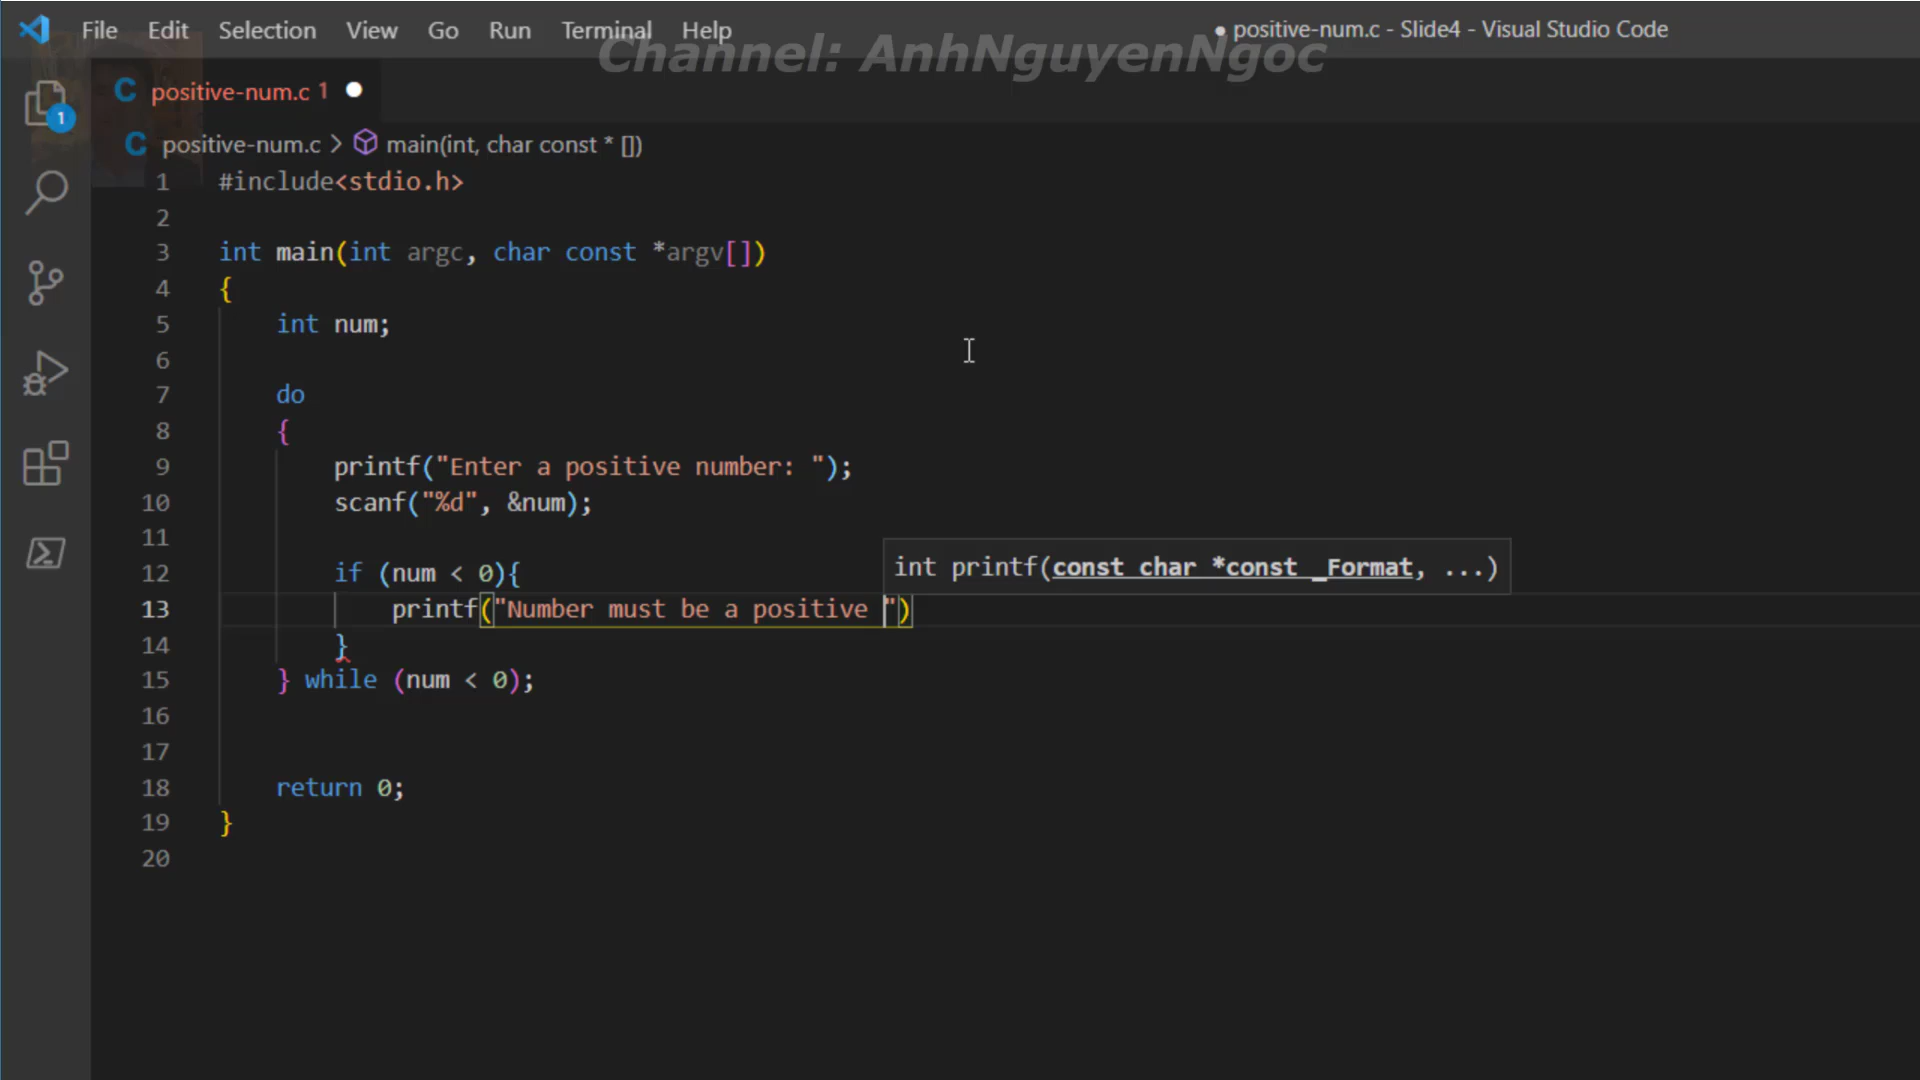 File Edit Selection View Go Run Terminal Help
● positive-num.c - Slide4 - Visual Studio Code
Channel: AnhNguyenNgoc
C positive-num.c 1 ●
1
C positive-num.c > main(int, char const * [])
1 #include<stdio.h>
2
3 int main(int argc, char const *argv[])
4 {
5 int num;
6
7 do
8 {
9 printf("Enter a positive number: ");
10 scanf("%d", &num);
11
int printf(const char *const _Format, ...)
12 if (num < 0){
13 printf("Number must be a positive ")
14 }
15 } while (num < 0);
16
17
18 return 0;
19 }
20